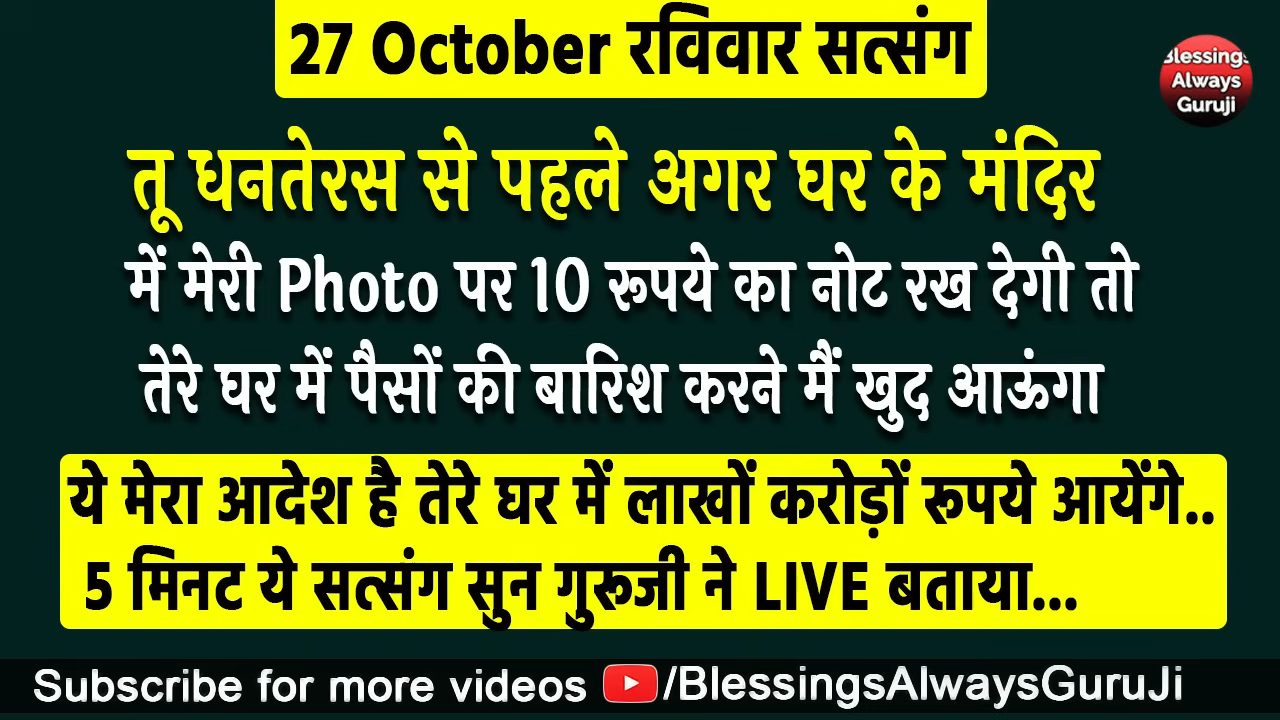 27 October रविवार सत्संग
Blessings
Always
Guruji
तू धनतेरस से पहले अगर घर के मंदिर
में मेरी Photo पर 10 रूपये का नोट रख देगी तो
तेरे घर में पैसों की बारिश करने मैं खुद आऊंगा
ये मेरा आदेश है तेरे घर में लाखों करोड़ों रूपये आयेंगे..
5 मिनट ये सत्संग सुन गुरूजी ने LIVE बताया...
Subscribe for more videos /BlessingsAlwaysGuruJi